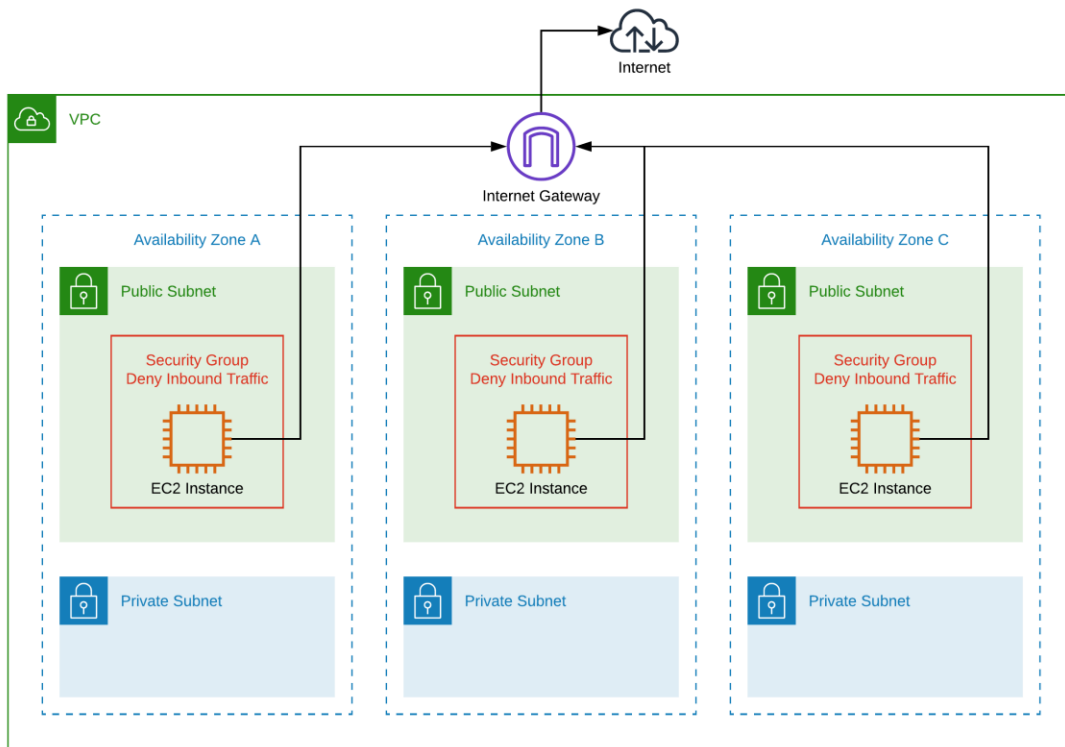 Internet
VPC
Internet Gateway
Availability Zone A
Availability Zone B
Availability Zone C
Public Subnet
Public Subnet
Public Subnet
Security Group
Deny Inbound Traffic
Security Group
Deny Inbound Traffic
Security Group
Deny Inbound Traffic
EC2 Instance
EC2 Instance
EC2 Instance
Private Subnet
Private Subnet
Private Subnet